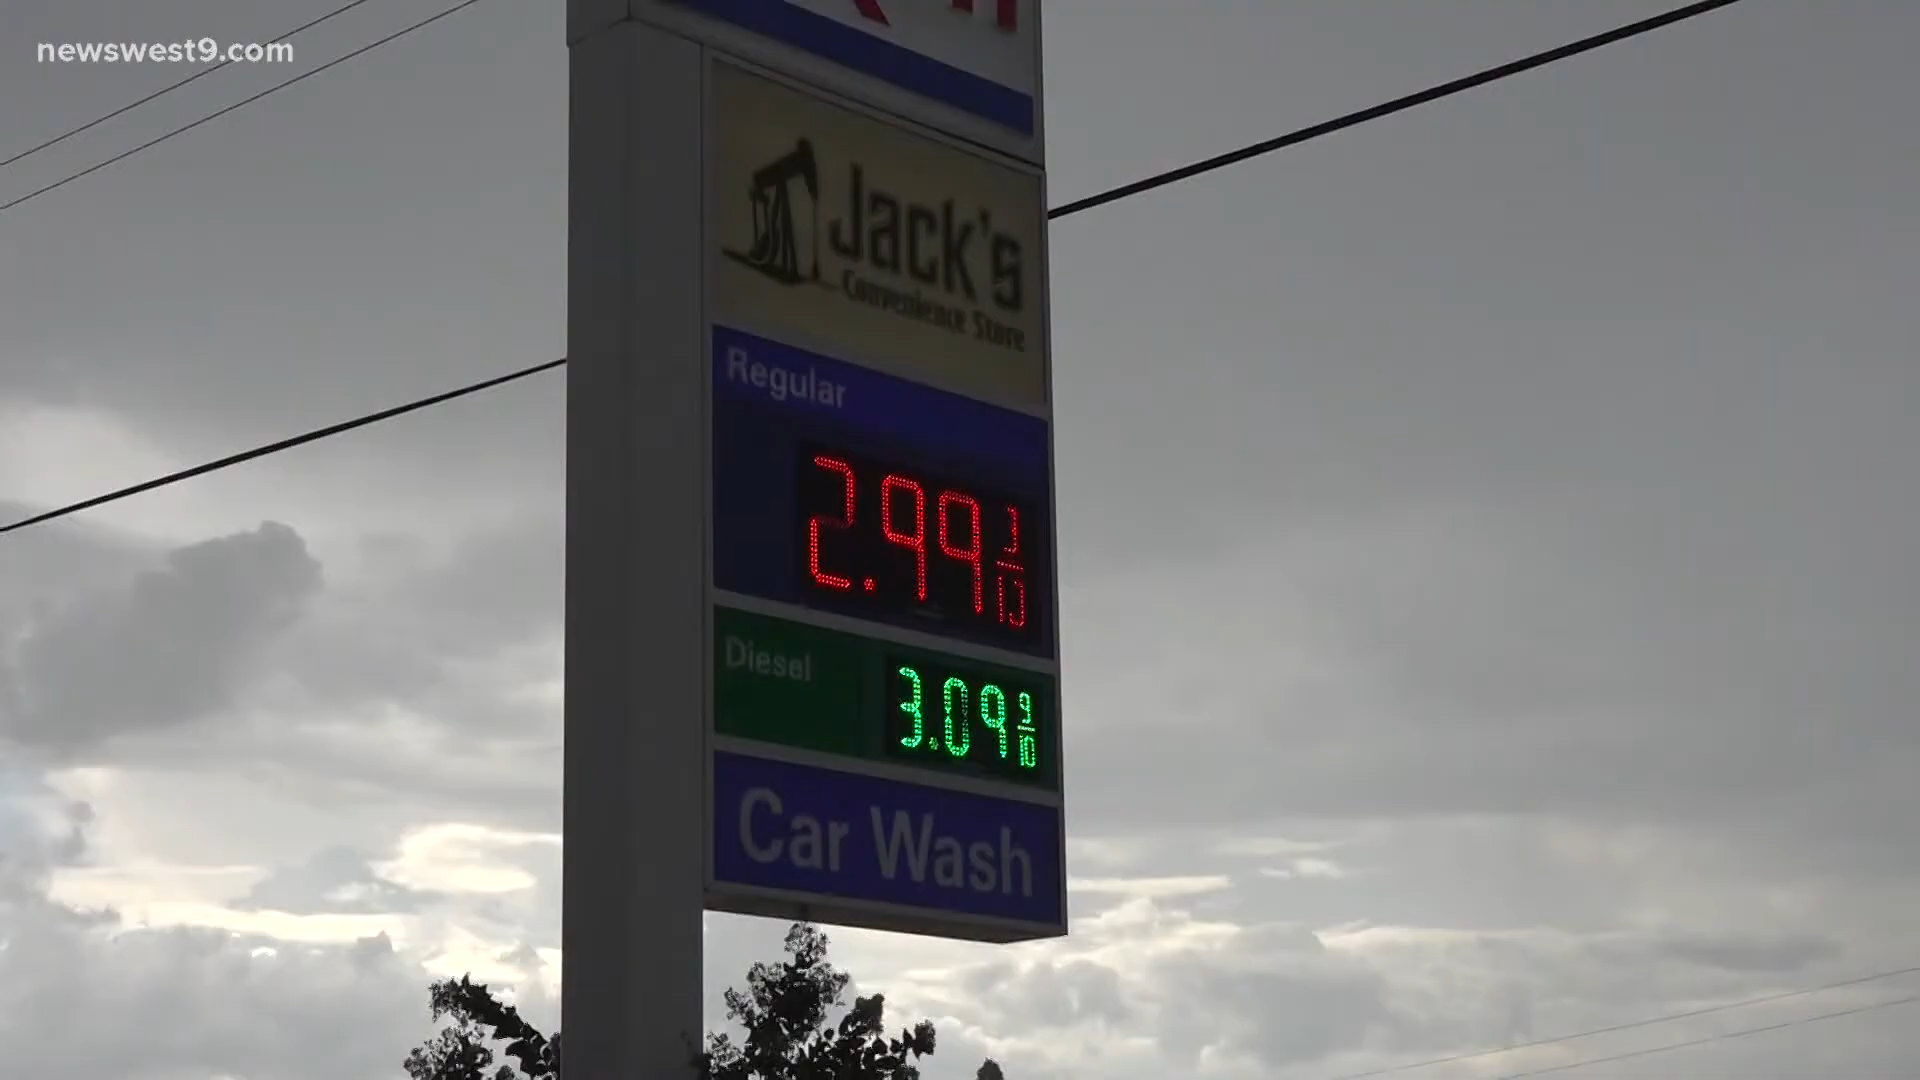 newswest9.com
Jack's
Convenience Store
Regular
2.99
Diesel
3.09 9/10
Car Wash